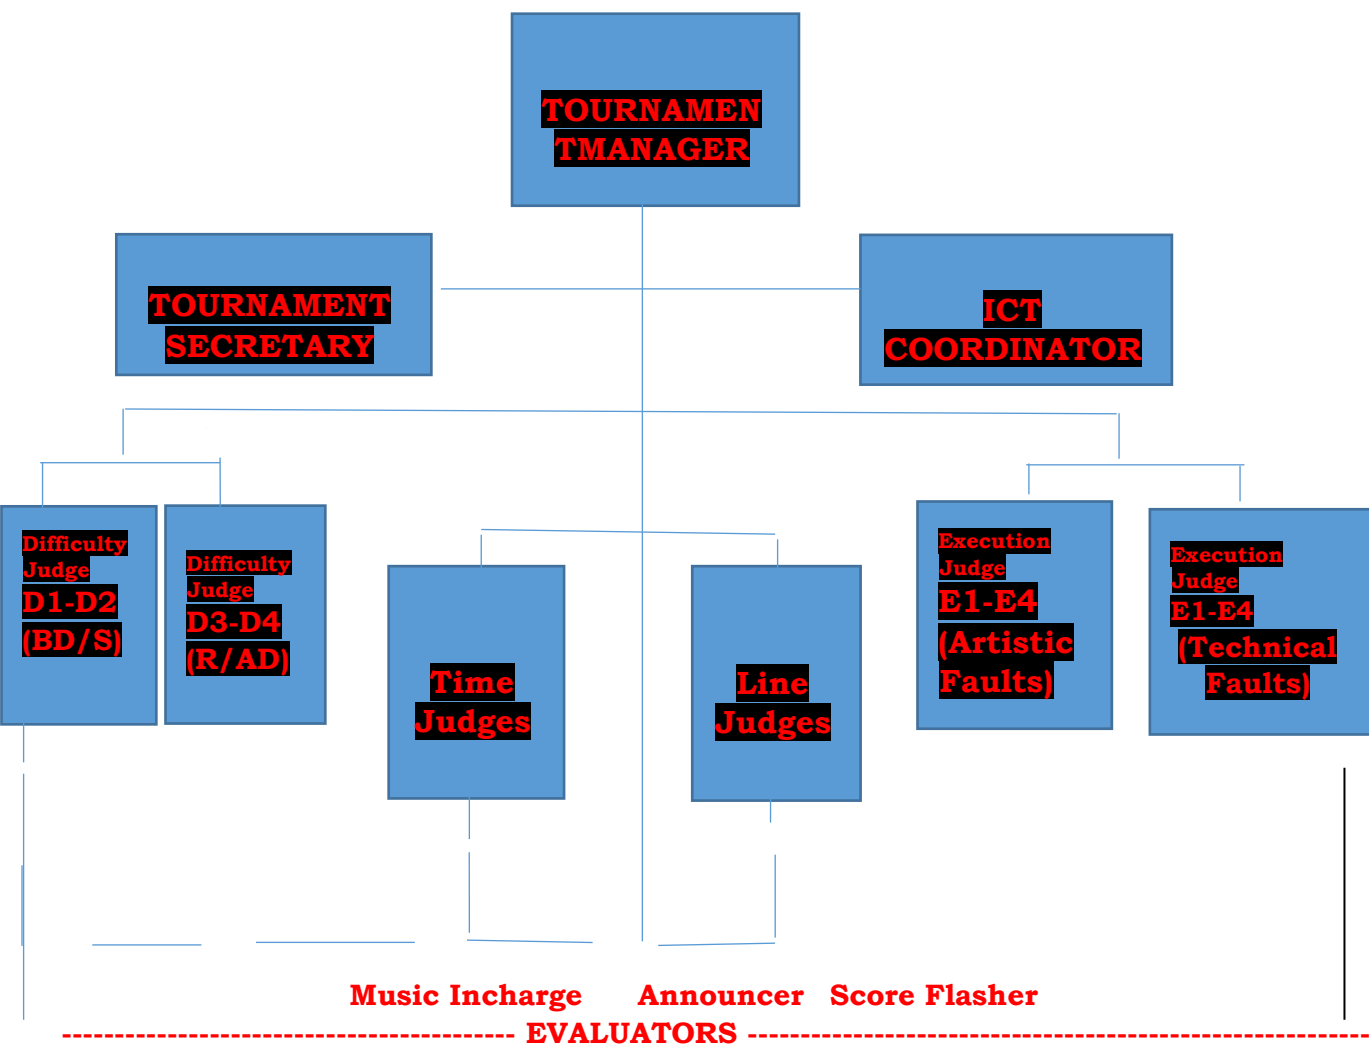 TOURNAMEN
TMANAGER
TOURNAMENT
SECRETARY
ICT
COORDINATOR
Difficulty
Judge
D1-D2
(BD/S)
Difficulty
Judge
D3-D4
(R/AD)
Time
Judges
Line
Judges
Execution
Judge
E1-E4
(Artistic
Faults)
Execution
Judge
E1-E4
(Technical
Faults)
Music Incharge Announcer Score Flasher
---------------------------------- EVALUATORS -----------------------------------------------